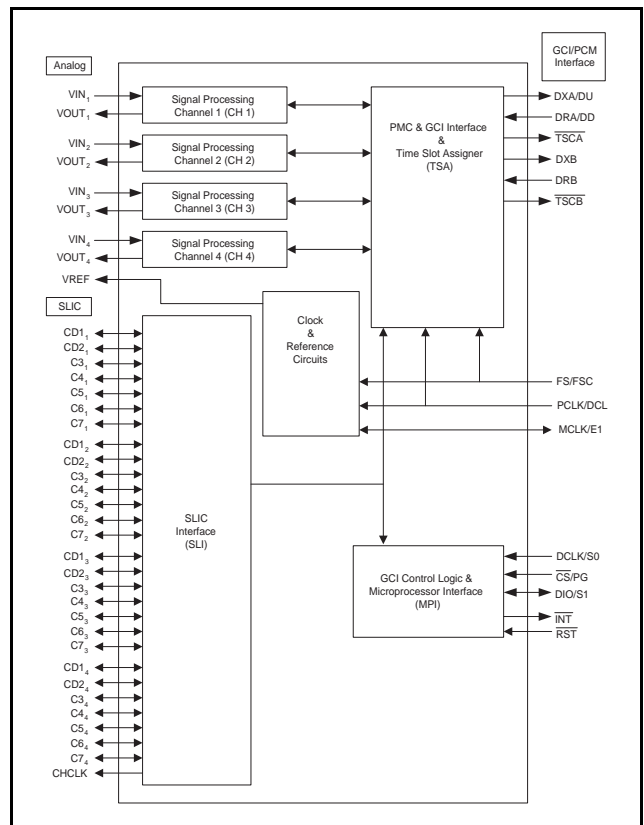 Analog
GCI/PCM
Interface
VIN₁
VOUT₁
VIN₂
VOUT₂
VIN₃
VOUT₃
VIN₄
VOUT₄
VREF
SLIC
CD1₁
CD2₁
C3₁
C4₁
C5₁
C6₁
C7₁
CD1₂
CD2₂
C3₂
C4₂
C5₂
C6₂
C7₂
CD1₃
CD2₃
C3₃
C4₃
C5₃
C6₃
C7₃
CD1₄
CD2₄
C3₄
C4₄
C5₄
C6₄
C7₄
CHCLK
Signal Processing
Channel 1 (CH 1)
Signal Processing
Channel 2 (CH 2)
Signal Processing
Channel 3 (CH 3)
Signal Processing
Channel 4 (CH 4)
Clock
&
Reference
Circuits
SLIC
Interface
(SLI)
PMC & GCI Interface
&
Time Slot Assigner
(TSA)
GCI Control Logic &
Microprocessor Interface
(MPI)
DXA/DU
DRA/DD
TSCA
DXB
DRB
TSCB
FS/FSC
PCLK/DCL
MCLK/E1
DCLK/S0
CS/PG
DIO/S1
INT
RST